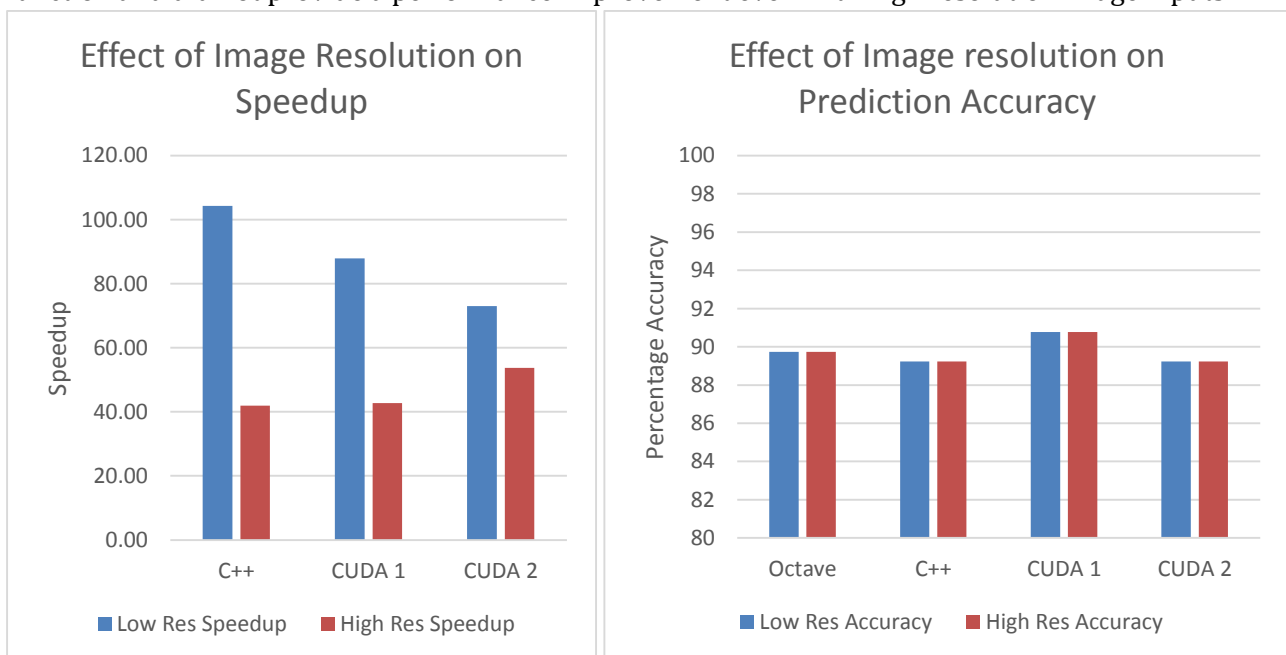 Effect of Image Resolution on
Speedup
120.00
100.00
80.00
60.00
40.00
20.00
0.00
Speedup
C++ CUDA 1 CUDA 2
Low Res Speedup High Res Speedup
Effect of Image resolution on
Prediction Accuracy
100
98
96
94
92
90
88
86
84
82
80
Percentage Accuracy
Octave C++ CUDA 1 CUDA 2
Low Res Accuracy High Res Accuracy